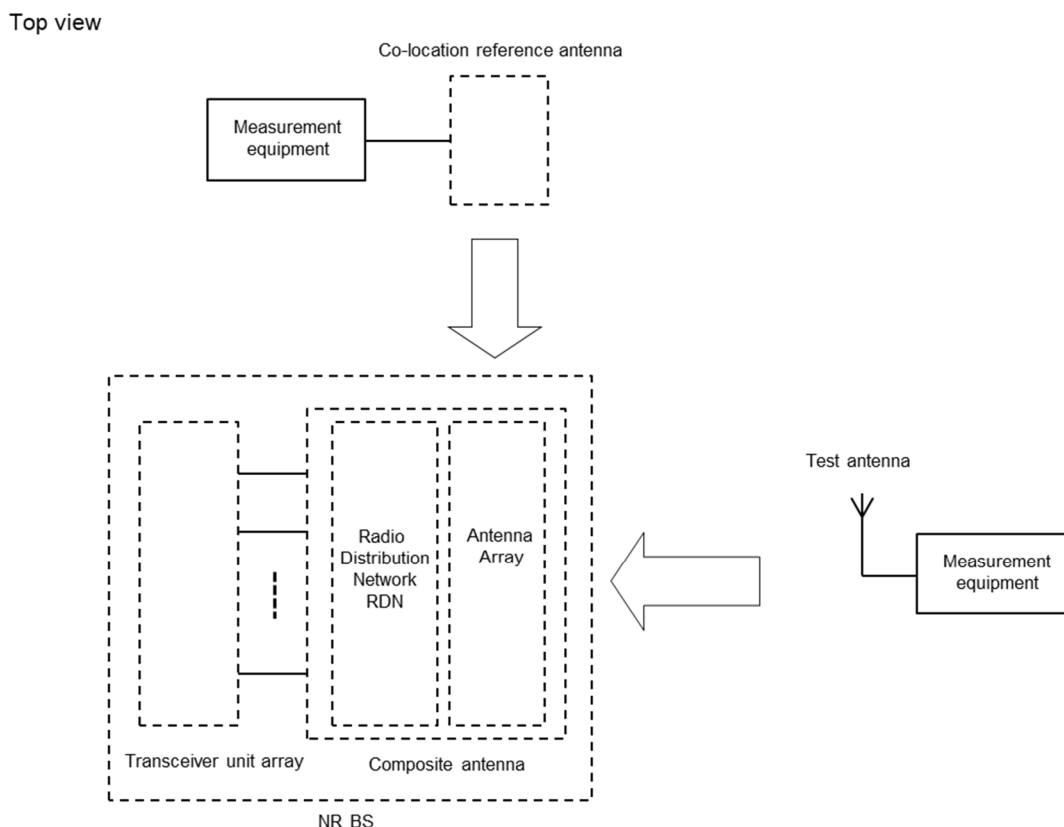 Top view
Co-location reference antenna
Measurement
equipment
Test antenna
Radio
Distribution
Network
RDN
Antenna
Array
Measurement
equipment
Transceiver unit array
Composite antenna
NR BS